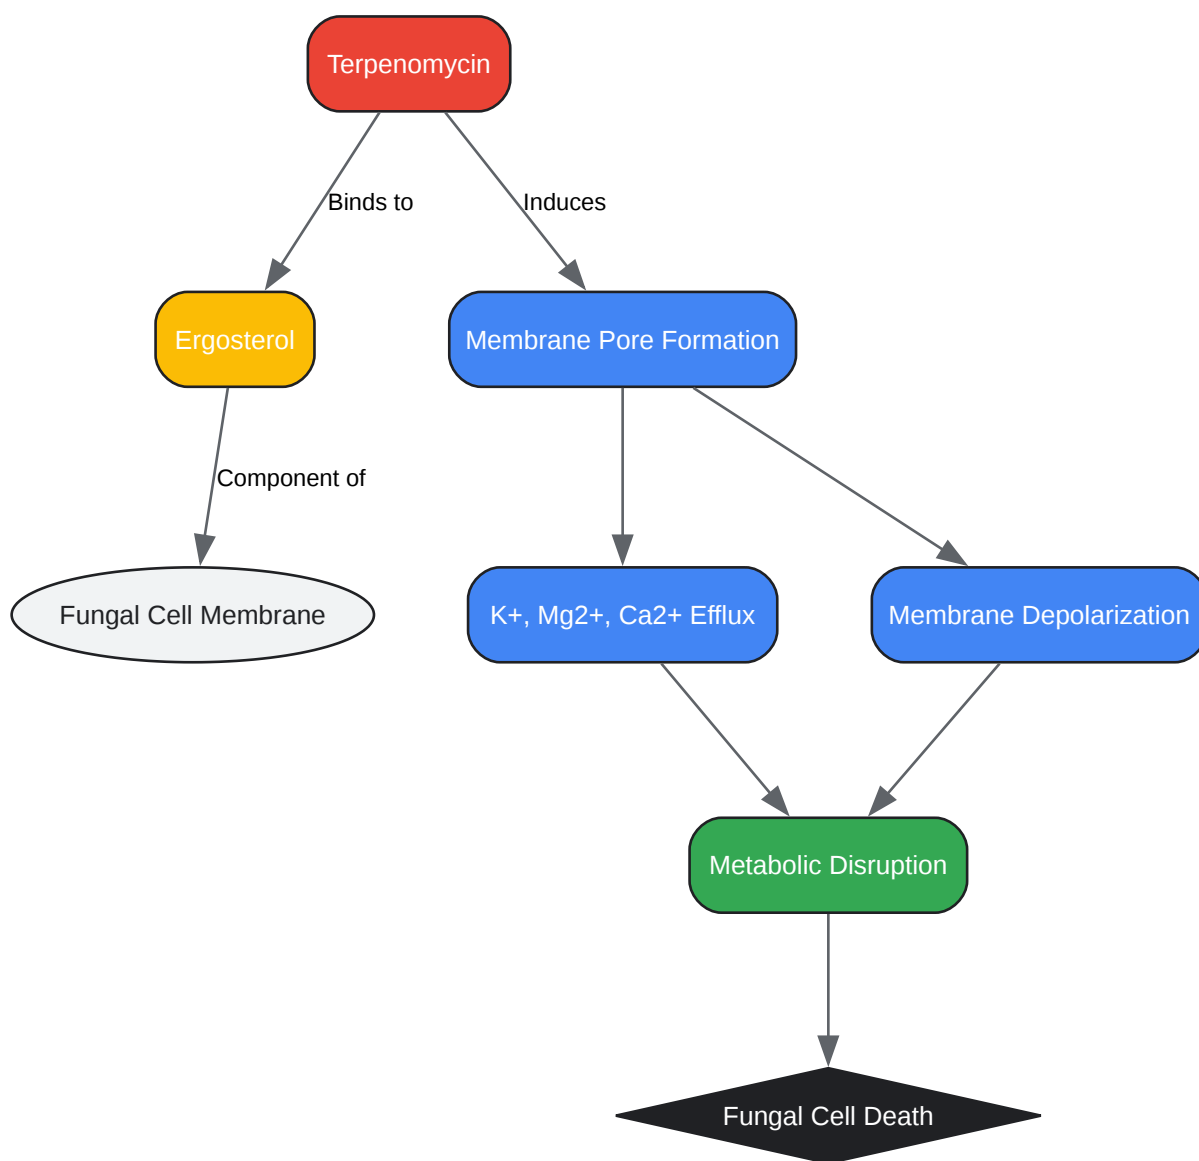 Terpenomycin
Binds to
Induces
Ergosterol
Membrane Pore Formation
Component of
Fungal Cell Membrane
K+, Mg2+, Ca2+ Efflux
Membrane Depolarization
Metabolic Disruption
Fungal Cell Death